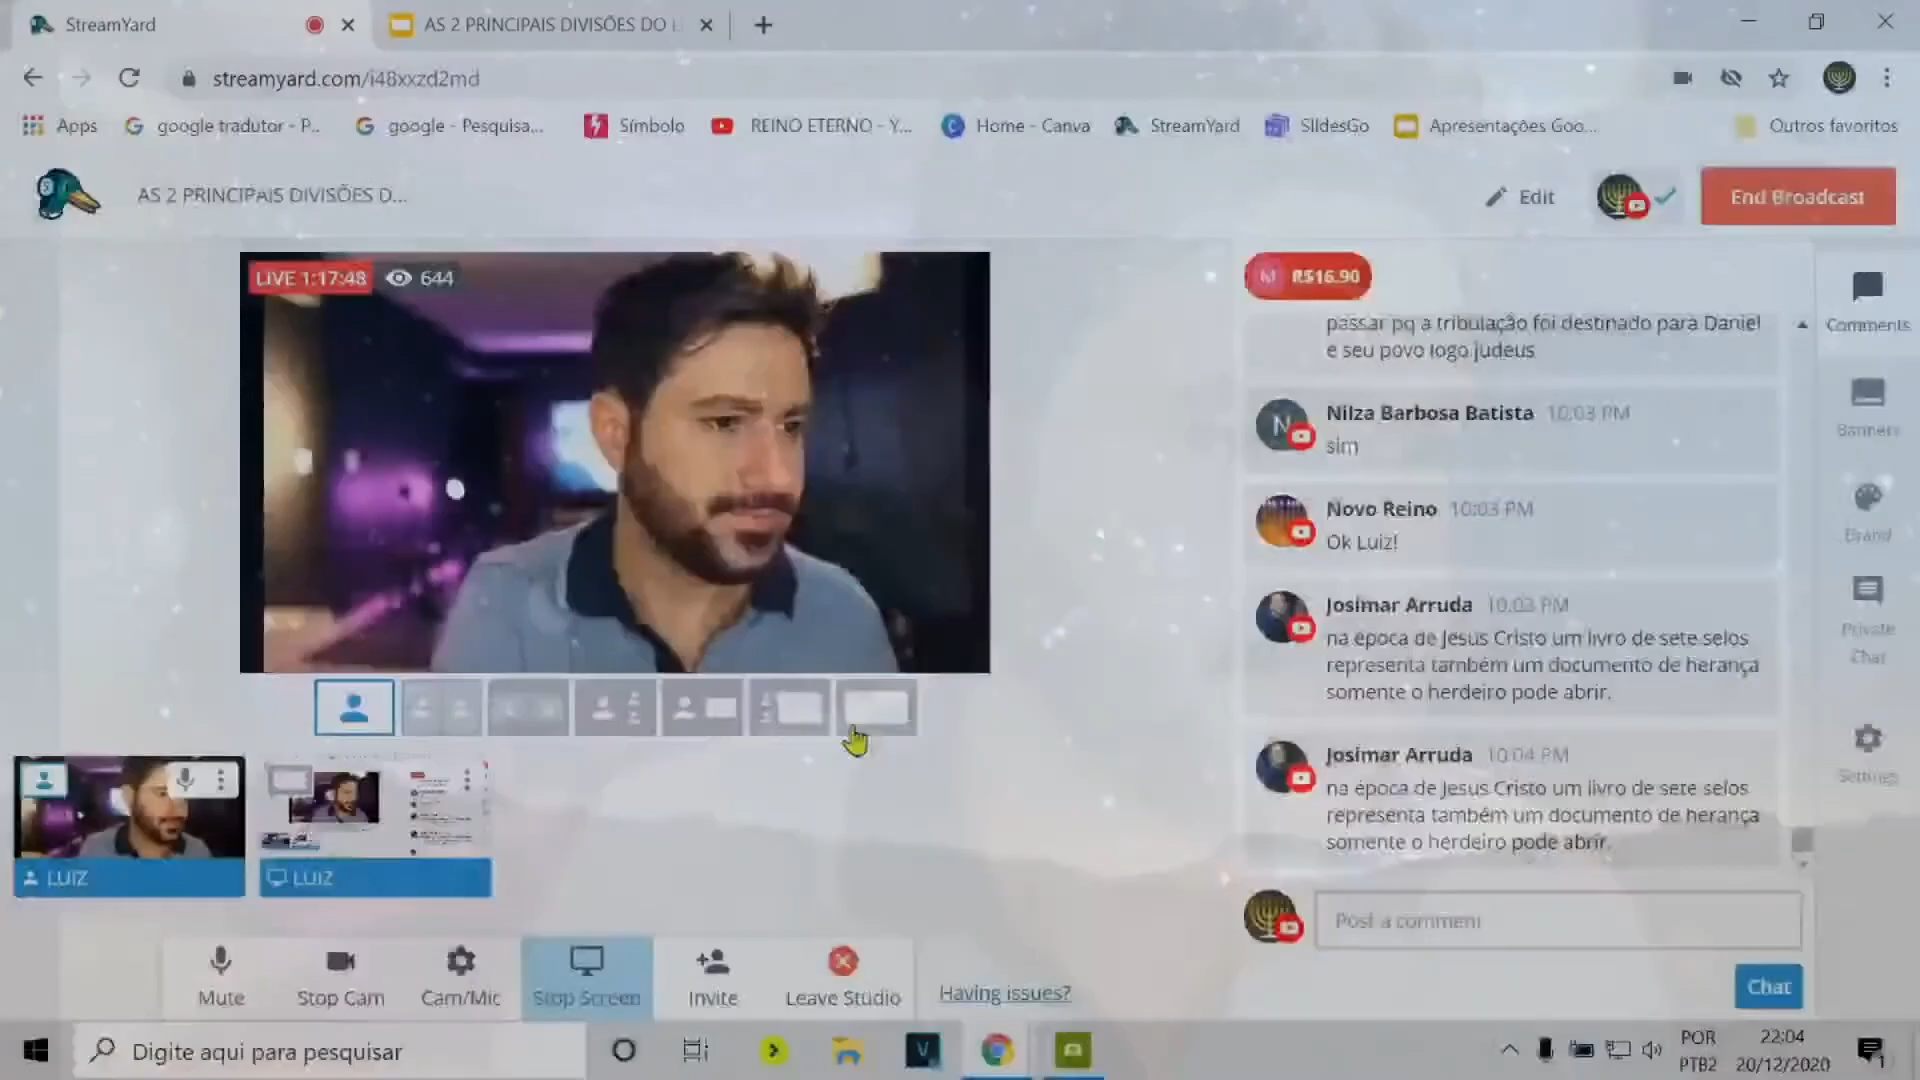 StreamYard
AS 2 PRINCIPAIS DIVISÕES DO
streamyard.com/i48xxzd2md
Apps
google tradutor - P...
google - Pesquisa...
Símbolo
REINO ETERNO - Y...
Home - Canva
StreamYard
SlidesGo
Apresentações Goo...
Outros favoritos
AS 2 PRINCIPAIS DIVISÕES D...
Edit
End Broadcast
LIVE 1:17:48
644
R$16.90
passar pq a tribulação foi destinado para Daniel
e seu povo logo judeus
Nilza Barbosa Batista 10:03 PM
N
sim
Novo Reino 10:03 PM
Ok Luiz!
Josimar Arruda 10:03 PM
na época de Jesus Cristo um livro de sete selos
representa também um documento de herança
somente o herdeiro pode abrir.
Josimar Arruda 10:04 PM
na época de Jesus Cristo um livro de sete selos
representa também um documento de herança
somente o herdeiro pode abrir.
Comments
Banners
Brand
Private
Chat
Settings
LUIZ
LUIZ
Post a comment
Chat
Mute
Stop Cam
Cam/Mic
Stop Screen
Invite
Leave Studio
Having issues?
Digite aqui para pesquisar
POR
PTB2
22:04
20/12/2020
1